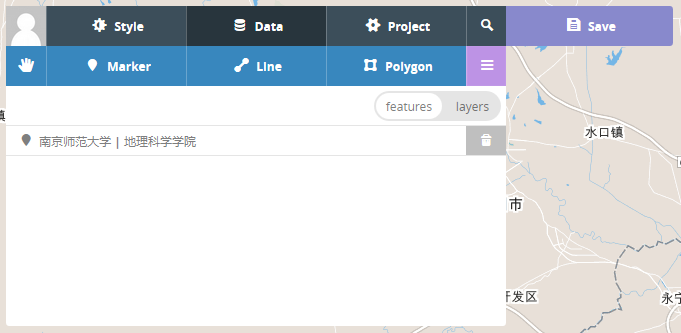 Style Data Project Save
Marker Line Polygon
features layers
南京师范大学 | 地理科学学院
水口镇
市
开发区
永宁
镇